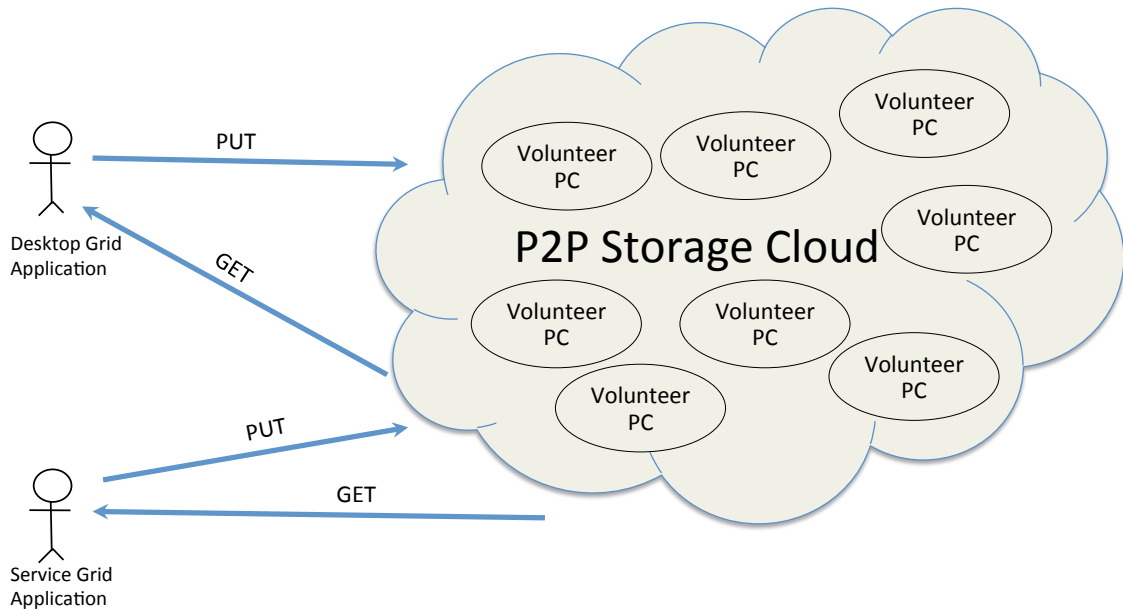 Volunteer
PC
Volunteer
PC
Volunteer
PC
PUT
Volunteer
PC
P2P Storage Cloud
Desktop Grid
Application
GET
Volunteer
PC
Volunteer
PC
Volunteer
PC
Volunteer
PC
PUT
GET
Service Grid
Application